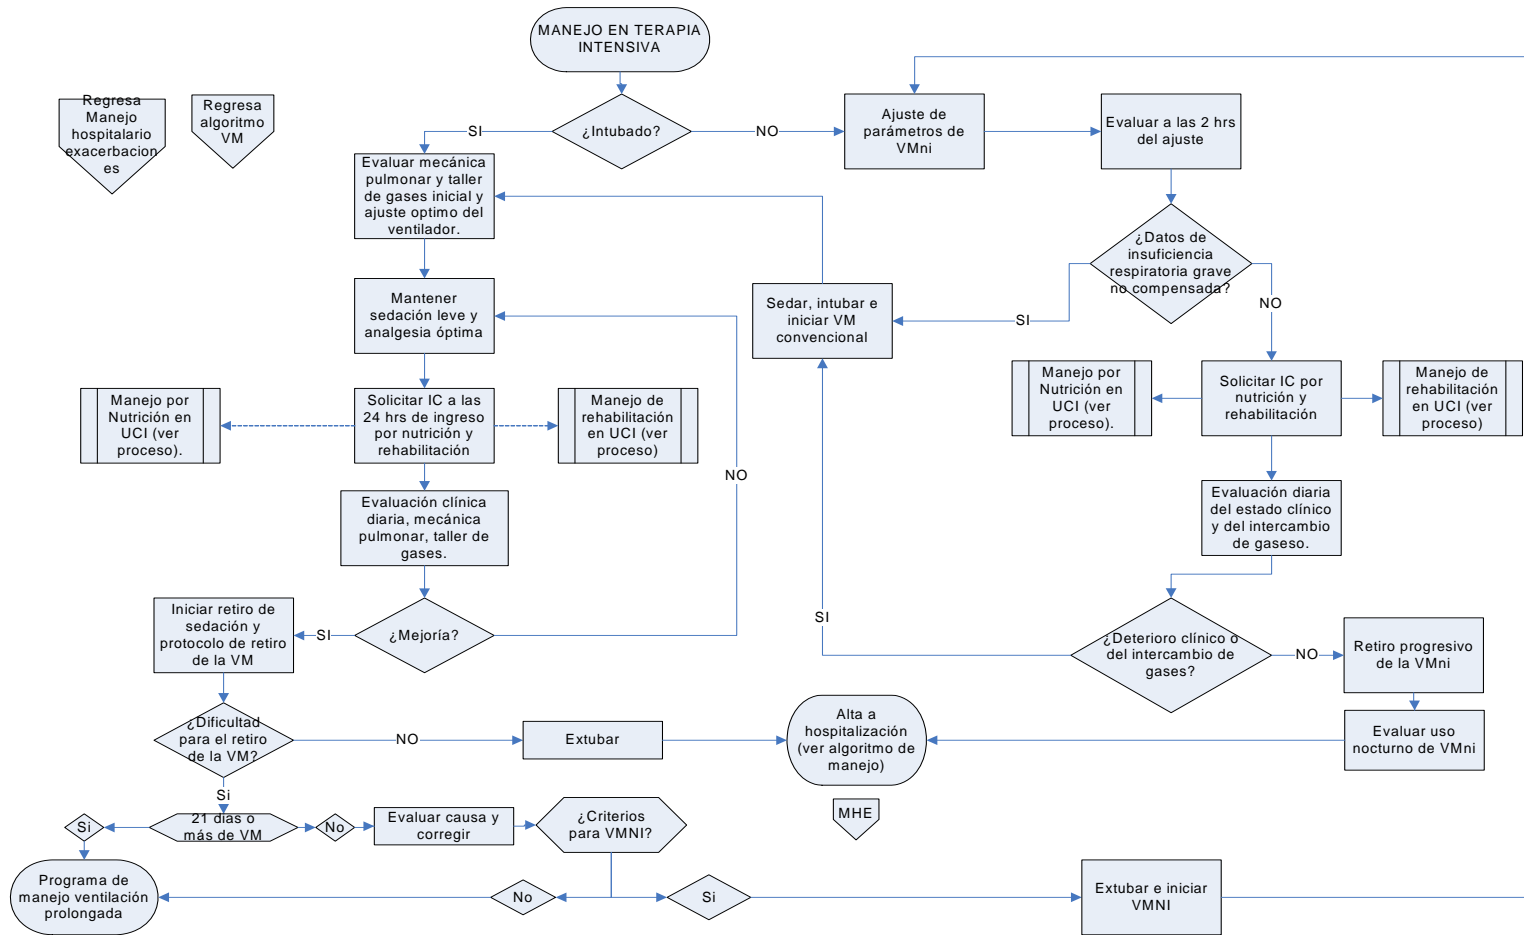 MANEJO EN TERAPIA
INTENSIVA
Regresa
Manejo
hospitalario
exacerbacion
es
Regresa
algoritmo
VM
¿Intubado?
SI
NO
Ajuste de
parámetros de
VMni
Evaluar a las 2 hrs
del ajuste
Evaluar mecánica
pulmonar y taller
de gases inicial y
ajuste optimo del
ventilador.
¿Datos de
insuficiencia
respiratoria grave
no compensada?
SI
NO
Mantener
sedación leve y
analgesia óptima
Sedar, intubar e
iniciar VM
convencional
Manejo por
Nutrición en
UCI (ver
proceso).
Solicitar IC a las
24 hrs de ingreso
por nutrición y
rehabilitación
Manejo de
rehabilitación
en UCI (ver
proceso)
Manejo por
Nutrición en
UCI (ver
proceso).
Solicitar IC por
nutrición y
rehabilitación
Manejo de
rehabilitación
en UCI (ver
proceso)
NO
Evaluación clínica
diaria, mecánica
pulmonar, taller de
gases.
Evaluación diaria
del estado clínico
y del intercambio
de gaseso.
Iniciar retiro de
sedación y
protocolo de retiro
de la VM
SI
¿Mejoría?
SI
¿Deterioro clínico o
del intercambio de
gases?
NO
Retiro progresivo
de la VMni
¿Dificultad
para el retiro
de la VM?
NO
Extubar
Alta a
hospitalización
(ver algoritmo de
manejo)
Evaluar uso
nocturno de VMni
Si
Si
21 dias o
más de VM
No
Evaluar causa y
corregir
¿Criterios
para VMNI?
MHE
Programa de
manejo ventilación
prolongada
No
Si
Extubar e iniciar
VMNI